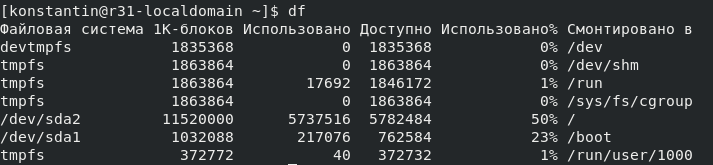 [konstantin@r31-localdomain ~]$ df
Файловая система 1K-блоков Использовано Доступно Использовано% Смонтировано в
devtmpfs 1835368 0 1835368 0% /dev
tmpfs 1863864 0 1863864 0% /dev/shm
tmpfs 1863864 17692 1846172 1% /run
tmpfs 1863864 0 1863864 0% /sys/fs/cgroup
/dev/sda2 11520000 5737516 5782484 50% /
/dev/sda1 1032088 217076 762584 23% /boot
tmpfs 372772 40 372732 1% /run/user/1000